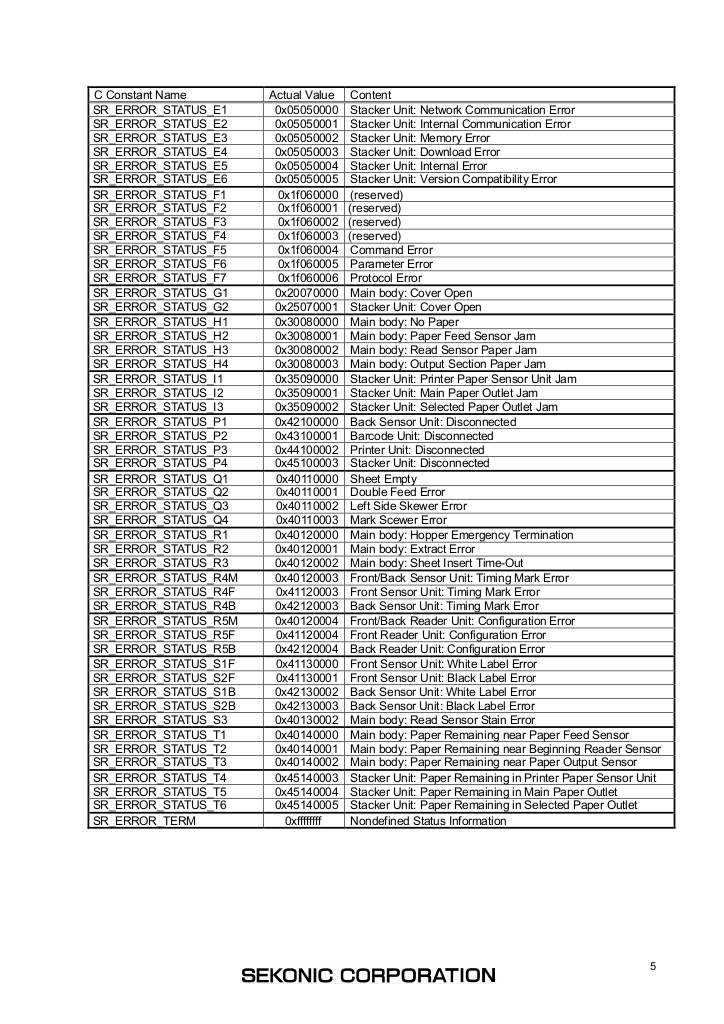 C Constant Name Actual Value Content
SR_ERROR_STATUS_E1 0x05050000 Stacker Unit: Network Communication Error
SR_ERROR_STATUS_E2 0x05050001 Stacker Unit: Internal Communication Error
SR_ERROR_STATUS_E3 0x05050002 Stacker Unit: Memory Error
SR_ERROR_STATUS_E4 0x05050003 Stacker Unit: Download Error
SR_ERROR_STATUS_E5 0x05050004 Stacker Unit: Internal Error
SR_ERROR_STATUS_E6 0x05050005 Stacker Unit: Version Compatibility Error
SR_ERROR_STATUS_F1 0x1f060000 (reserved)
SR_ERROR_STATUS_F2 0x1f060001 (reserved)
SR_ERROR_STATUS_F3 0x1f060002 (reserved)
SR_ERROR_STATUS_F4 0x1f060003 (reserved)
SR_ERROR_STATUS_F5 0x1f060004 Command Error
SR_ERROR_STATUS_F6 0x1f060005 Parameter Error
SR_ERROR_STATUS_F7 0x1f060006 Protocol Error
SR_ERROR_STATUS_G1 0x20070000 Main body: Cover Open
SR_ERROR_STATUS_G2 0x25070001 Stacker Unit: Cover Open
SR_ERROR_STATUS_H1 0x30080000 Main body: No Paper
SR_ERROR_STATUS_H2 0x30080001 Main body: Paper Feed Sensor Jam
SR_ERROR_STATUS_H3 0x30080002 Main body: Read Sensor Paper Jam
SR_ERROR_STATUS_H4 0x30080003 Main body: Output Section Paper Jam
SR_ERROR_STATUS_I1 0x35090000 Stacker Unit: Printer Paper Sensor Unit Jam
SR_ERROR_STATUS_I2 0x35090001 Stacker Unit: Main Paper Outlet Jam
SR_ERROR_STATUS_I3 0x35090002 Stacker Unit: Selected Paper Outlet Jam
SR_ERROR_STATUS_P1 0x42100000 Back Sensor Unit: Disconnected
SR_ERROR_STATUS_P2 0x43100001 Barcode Unit: Disconnected
SR_ERROR_STATUS_P3 0x44100002 Printer Unit: Disconnected
SR_ERROR_STATUS_P4 0x45100003 Stacker Unit: Disconnected
SR_ERROR_STATUS_Q1 0x40110000 Sheet Empty
SR_ERROR_STATUS_Q2 0x40110001 Double Feed Error
SR_ERROR_STATUS_Q3 0x40110002 Left Side Skewer Error
SR_ERROR_STATUS_Q4 0x40110003 Mark Scewer Error
SR_ERROR_STATUS_R1 0x40120000 Main body: Hopper Emergency Termination
SR_ERROR_STATUS_R2 0x40120001 Main body: Extract Error
SR_ERROR_STATUS_R3 0x40120002 Main body: Sheet Insert Time-Out
SR_ERROR_STATUS_R4M 0x40120003 Front/Back Sensor Unit: Timing Mark Error
SR_ERROR_STATUS_R4F 0x41120003 Front Sensor Unit: Timing Mark Error
SR_ERROR_STATUS_R4B 0x42120003 Back Sensor Unit: Timing Mark Error
SR_ERROR_STATUS_R5M 0x40120004 Front/Back Reader Unit: Configuration Error
SR_ERROR_STATUS_R5F 0x41120004 Front Reader Unit: Configuration Error
SR_ERROR_STATUS_R5B 0x42120004 Back Reader Unit: Configuration Error
SR_ERROR_STATUS_S1F 0x41130000 Front Sensor Unit: White Label Error
SR_ERROR_STATUS_S2F 0x41130001 Front Sensor Unit: Black Label Error
SR_ERROR_STATUS_S1B 0x42130002 Back Sensor Unit: White Label Error
SR_ERROR_STATUS_S2B 0x42130003 Back Sensor Unit: Black Label Error
SR_ERROR_STATUS_S3 0x40130002 Main body: Read Sensor Stain Error
SR_ERROR_STATUS_T1 0x40140000 Main body: Paper Remaining near Paper Feed Sensor
SR_ERROR_STATUS_T2 0x40140001 Main body: Paper Remaining near Beginning Reader Sensor
SR_ERROR_STATUS_T3 0x40140002 Main body: Paper Remaining near Paper Output Sensor
SR_ERROR_STATUS_T4 0x45140003 Stacker Unit: Paper Remaining in Printer Paper Sensor Unit
SR_ERROR_STATUS_T5 0x45140004 Stacker Unit: Paper Remaining in Main Paper Outlet
SR_ERROR_STATUS_T6 0x45140005 Stacker Unit: Paper Remaining in Selected Paper Outlet
SR_ERROR_TERM 0xffffffff Nondefined Status Information
5
SEKONIC CORPORATION